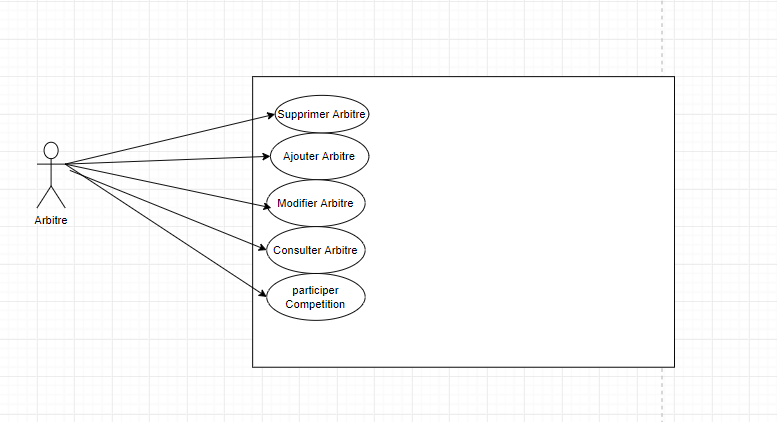 Supprimer Arbitre
Ajouter Arbitre
Modifier Arbitre
Arbitre
Consulter Arbitre
participer
Competition